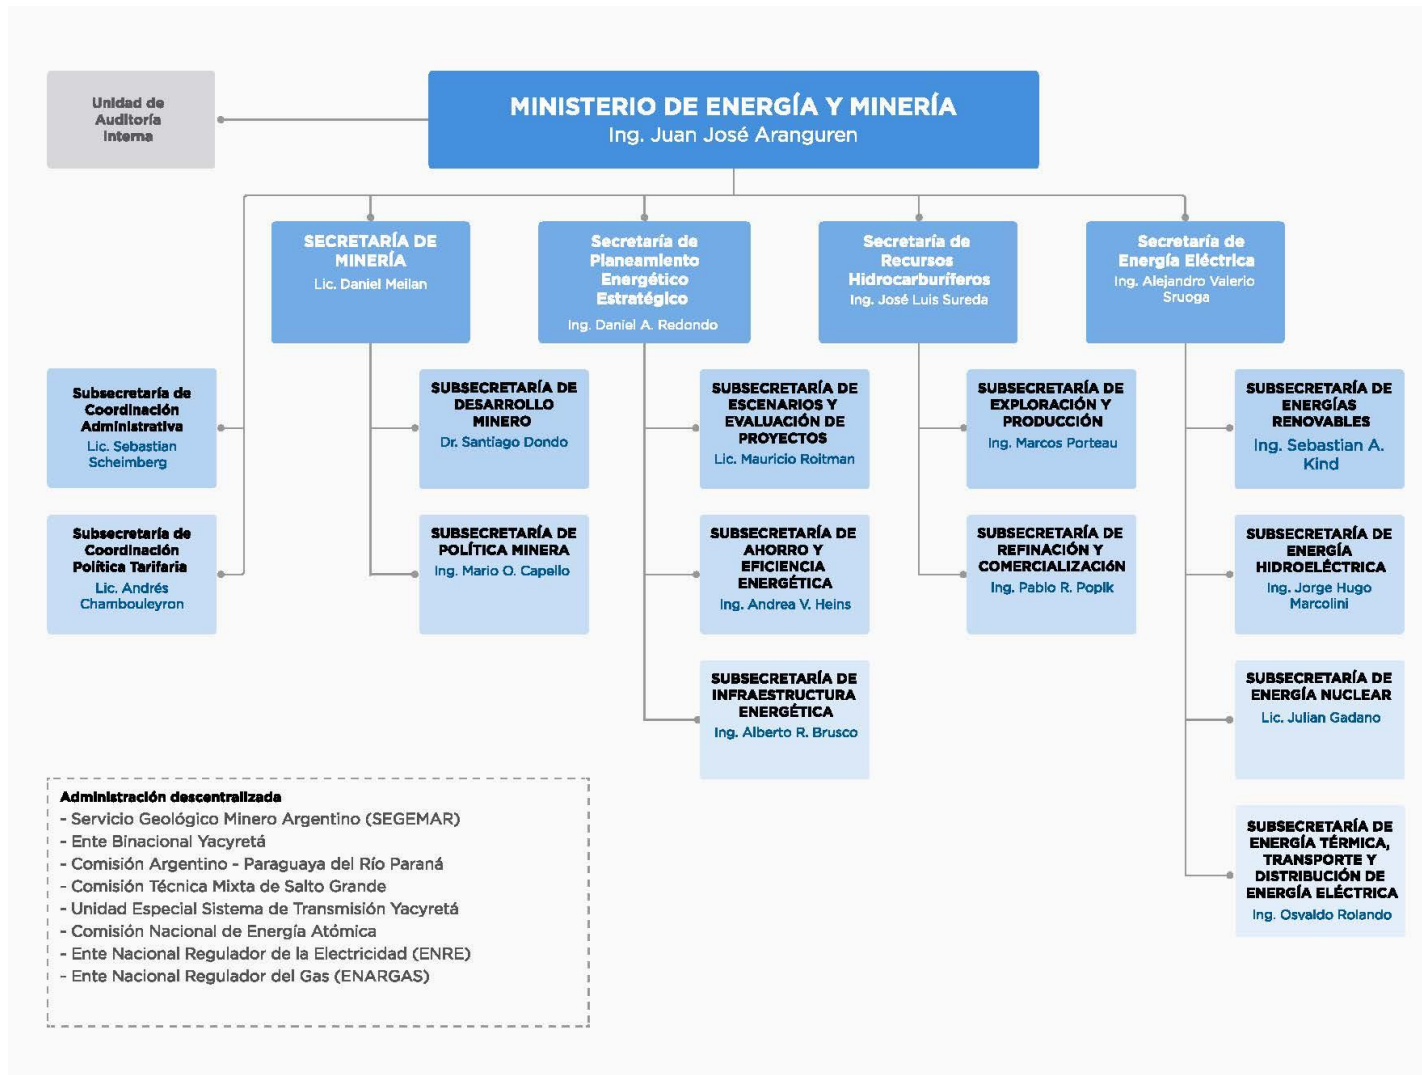 Unidad de
Auditoría
Interna
MINISTERIO DE ENERGÍA Y MINERÍA
Ing. Juan José Aranguren
SECRETARÍA DE
MINERÍA
Lic. Daniel Meilan
Secretaría de
Planeamiento
Energético
Estratégico
Ing. Daniel A. Redondo
Secretaría de
Recursos
Hidrocarburíferos
Ing. José Luis Sureda
Secretaría de
Energía Eléctrica
Ing. Alejandro Valerio
Sruoga
Subsecretaría de
Coordinación
Administrativa
Lic. Sebastian
Scheimberg
SUBSECRETARÍA DE
DESARROLLO
MINERO
Dr. Santiago Dondo
SUBSECRETARÍA DE
ESCENARIOS Y
EVALUACIÓN DE
PROYECTOS
Lic. Mauricio Roitman
SUBSECRETARÍA DE
EXPLORACIÓN Y
PRODUCCIÓN
Ing. Marcos Porteau
SUBSECRETARÍA DE
ENERGÍAS
RENOVABLES
Ing. Sebastian A.
Kind
Subsecretaría de
Coordinación
Política Tarifaria
Lic. Andrés
Chambouleyron
SUBSECRETARÍA DE
POLÍTICA MINERA
Ing. Mario O. Capello
SUBSECRETARÍA DE
AHORRO Y
EFICIENCIA
ENERGÉTICA
Ing. Andrea V. Heins
SUBSECRETARÍA DE
REFINACIÓN Y
COMERCIALIZACIóN
Ing. Pablo R. Popik
SUBSECRETARÍA DE
ENERGÍA
HIDROELÉCTRICA
Ing. Jorge Hugo
Marcolini
SUBSECRETARÍA DE
INFRAESTRUCTURA
ENERGÉTICA
Ing. Alberto R. Brusco
SUBSECRETARÍA DE
ENERGÍA NUCLEAR
Lic. Julian Gadano
SUBSECRETARÍA DE
ENERGÍA TÉRMICA,
TRANSPORTE Y
DISTRIBUCIÓN DE
ENERGÍA ELÉCTRICA
Ing. Osvaldo Rolando
Administración descentralizada
- Servicio Geológico Minero Argentino (SEGEMAR)
- Ente Binacional Yacyretá
- Comisión Argentino - Paraguaya del Río Paraná
- Comisión Técnica Mixta de Salto Grande
- Unidad Especial Sistema de Transmisión Yacyretá
- Comisión Nacional de Energía Atómica
- Ente Nacional Regulador de la Electricidad (ENRE)
- Ente Nacional Regulador del Gas (ENARGAS)